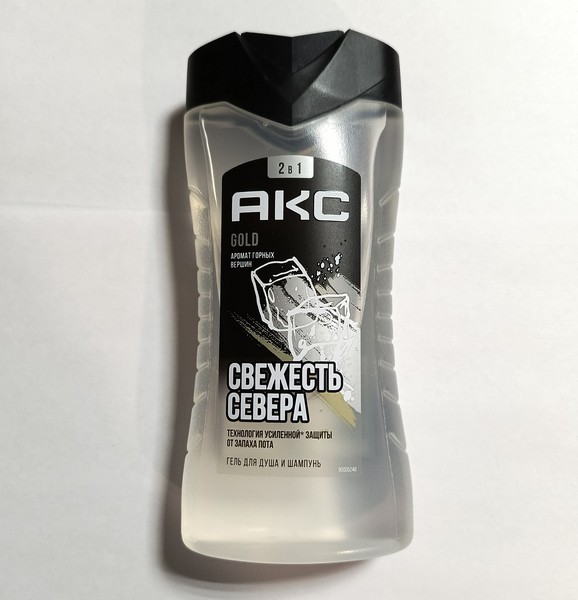 2 в 1
АКС
GOLD
АРОМАТ ГОРНЫХ
ВЕРШИН
СВЕЖЕСТЬ
СЕВЕРА
ТЕХНОЛОГИЯ УСИЛЕННОЙ* ЗАЩИТЫ
ОТ ЗАПАХА ПОТА
ГЕЛЬ ДЛЯ ДУША И ШАМПУНЬ